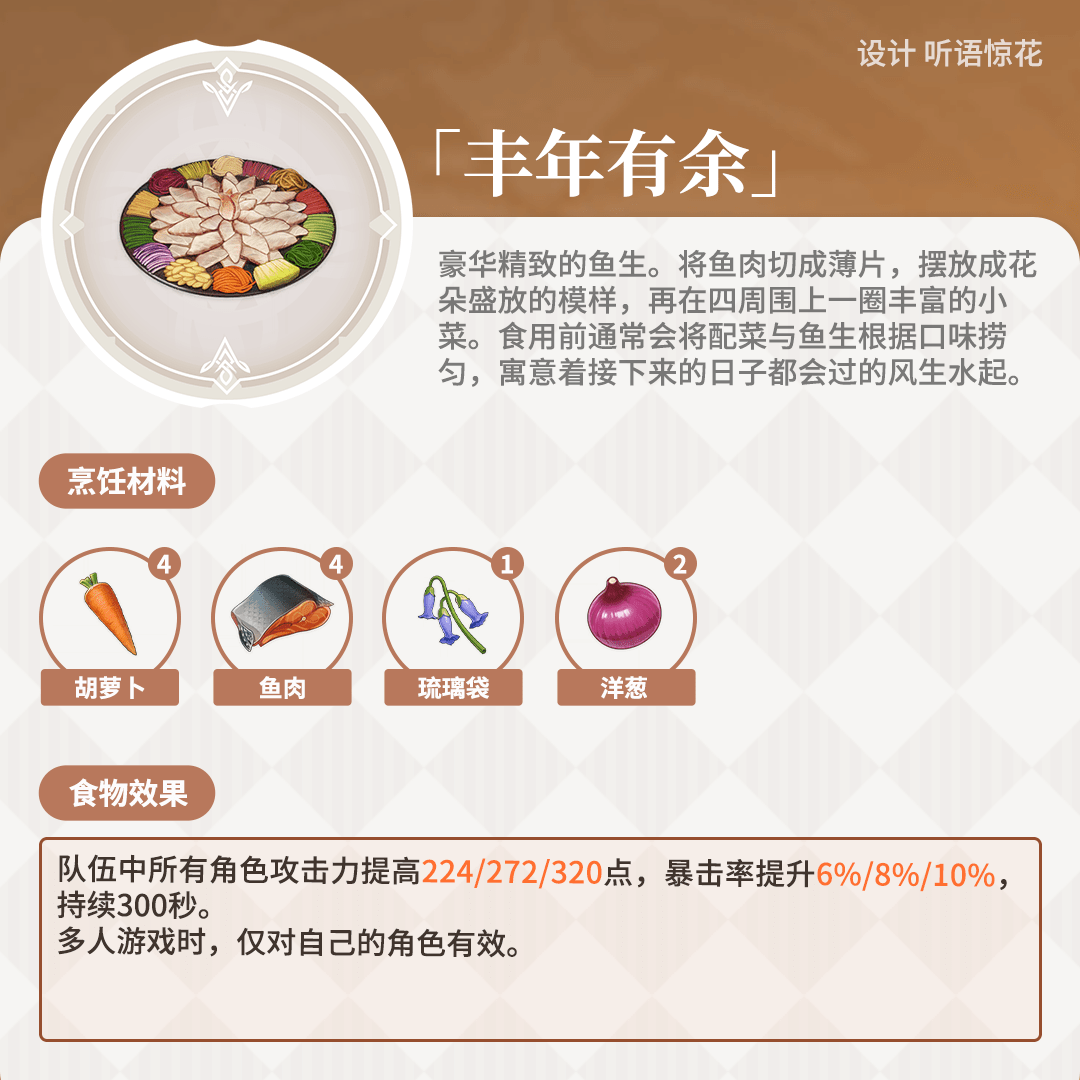 设计 听语惊花
「丰年有余」
豪华精致的鱼生。将鱼肉切成薄片，摆放成花
朵盛放的模样，再在四周围上一圈丰富的小
菜。食用前通常会将配菜与鱼生根据口味捞
匀，寓意着接下来的日子都会过的风生水起。
烹饪材料
4
4
1
2
胡萝卜
鱼肉
琉璃袋
洋葱
食物效果
队伍中所有角色攻击力提高224/272/320点，暴击率提升6%/8%/10%，
持续300秒。
多人游戏时，仅对自己的角色有效。